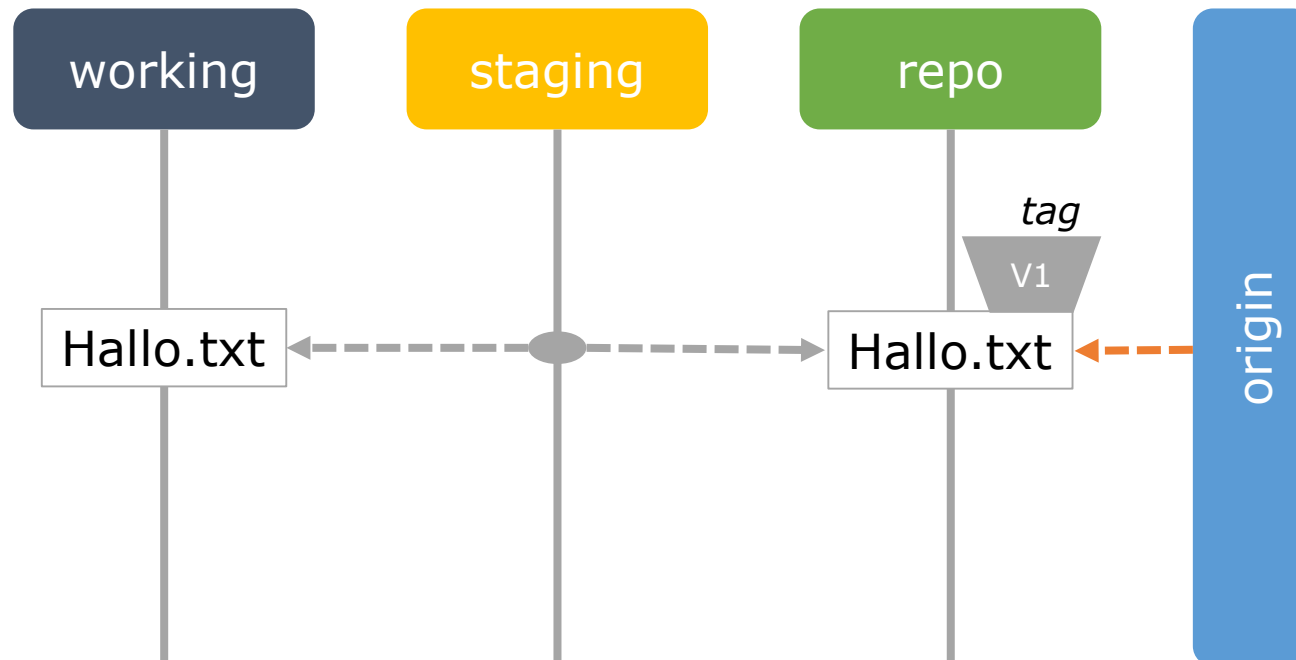 working
staging
repo
origin
tag
V1
Hallo.txt
Hallo.txt